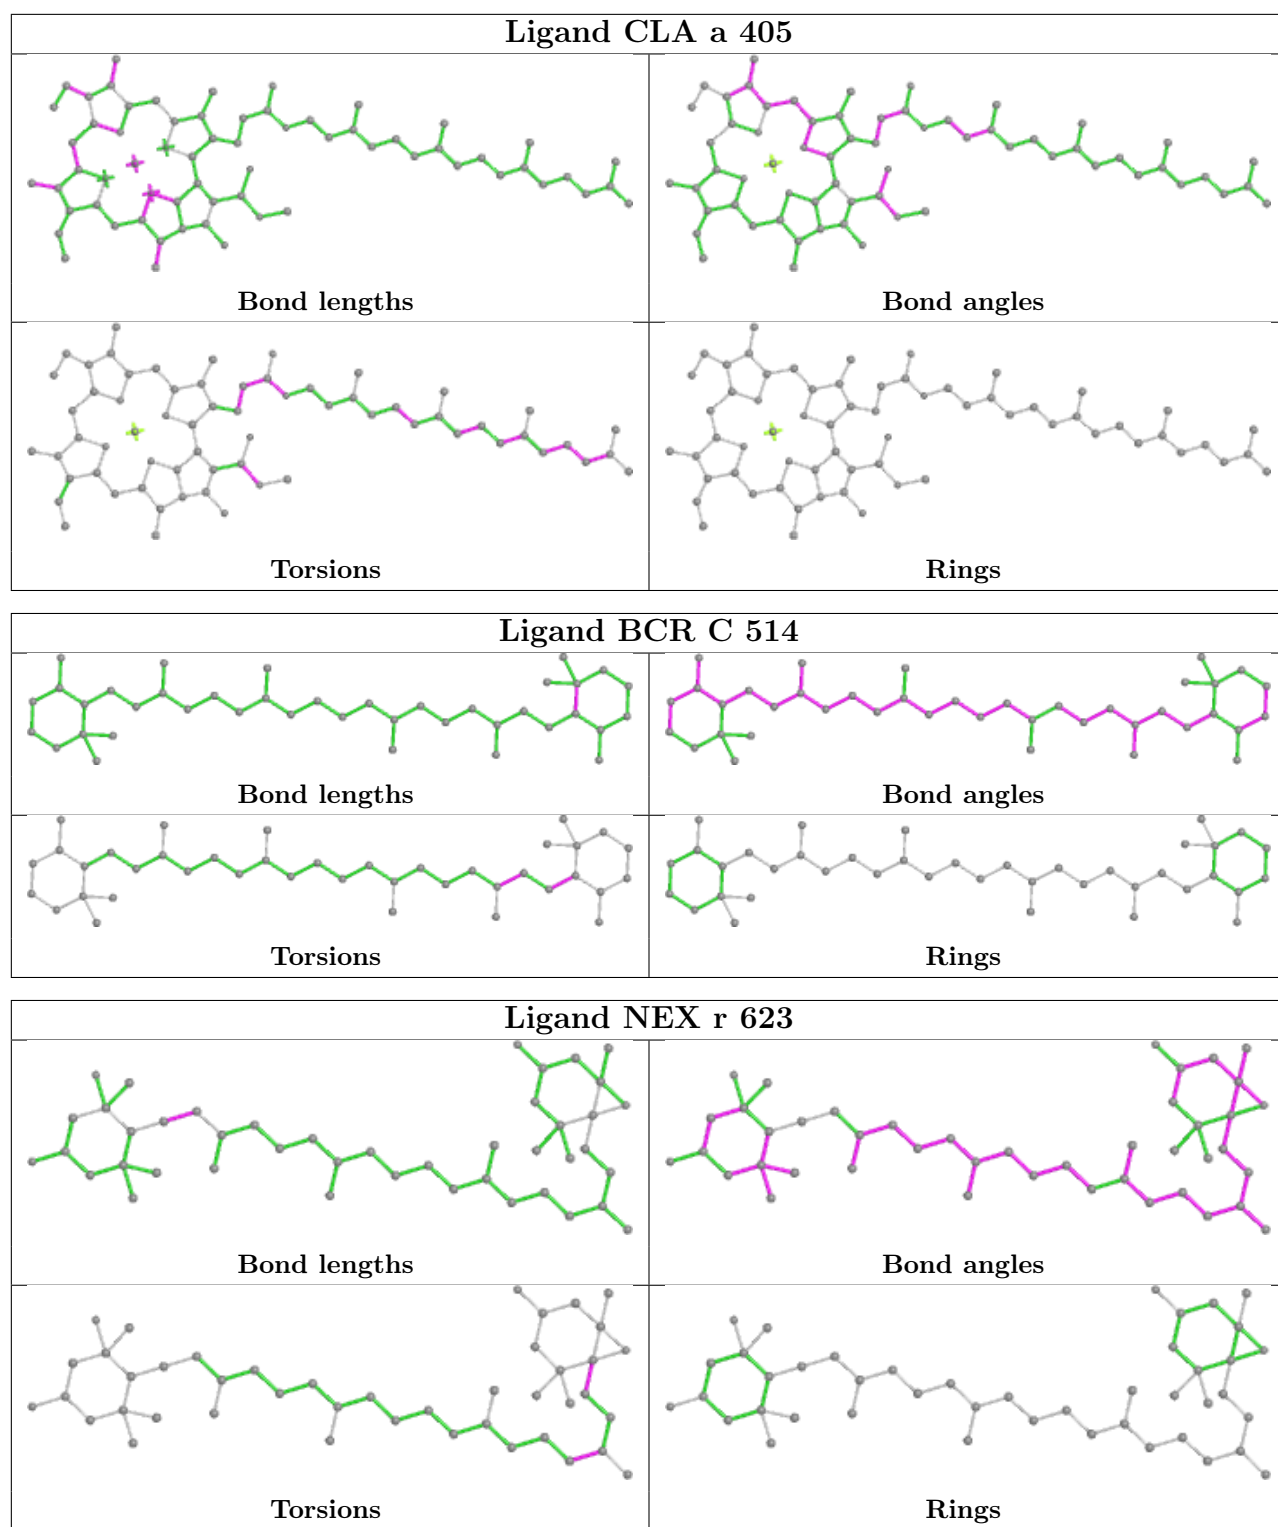 Ligand CLA a 405
Bond lengths
Bond angles
Torsions
Rings
Ligand BCR C 514
Bond lengths
Bond angles
Torsions
Rings
Ligand NEX r 623
Bond lengths
Bond angles
Torsions
Rings